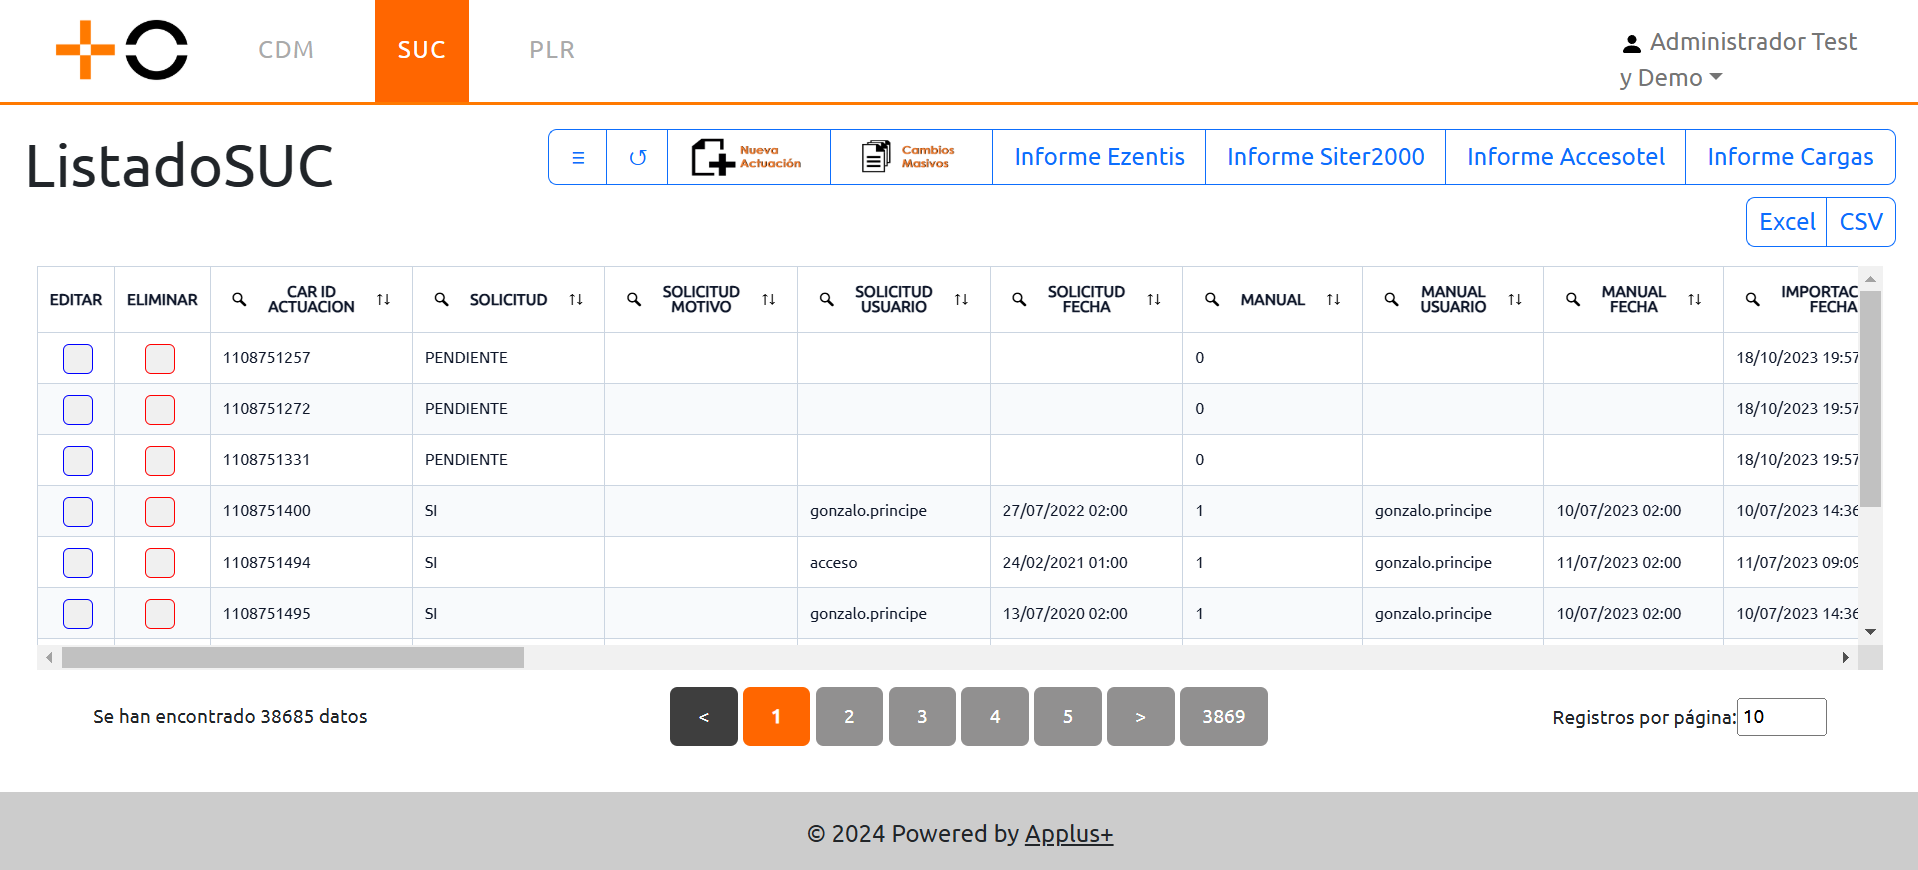 CDM SUC PLR Administrador Test
y Demo
ListadoSUC Nueva Actuación Cambios Masivos Informe Ezentis Informe Siter2000 Informe Accesotel Informe Cargas
Excel CSV
EDITAR ELIMINAR CAR ID ACTUACION SOLICITUD SOLICITUD MOTIVO SOLICITUD USUARIO SOLICITUD FECHA MANUAL MANUAL USUARIO MANUAL FECHA IMPORTAC FECHA
1108751257 PENDIENTE 0 18/10/2023 19:57
1108751272 PENDIENTE 0 18/10/2023 19:57
1108751331 PENDIENTE 0 18/10/2023 19:57
1108751400 SI gonzalo.principe 27/07/2022 02:00 1 gonzalo.principe 10/07/2023 02:00 10/07/2023 14:36
1108751494 SI acceso 24/02/2021 01:00 1 gonzalo.principe 11/07/2023 02:00 11/07/2023 09:09
1108751495 SI gonzalo.principe 13/07/2020 02:00 1 gonzalo.principe 10/07/2023 02:00 10/07/2023 14:36
Se han encontrado 38685 datos < 1 2 3 4 5 > 3869 Registros por página: 10
© 2024 Powered by Applus+